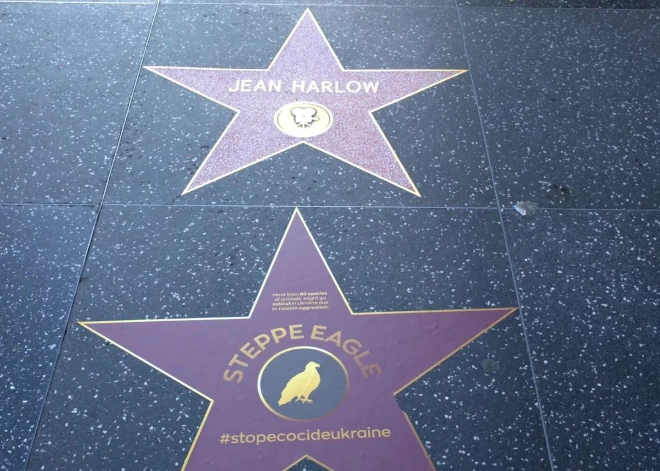 JEAN HARLOW
More than 80 species
of animals might go
extinct in Ukraine due
to russian aggression.
STEPPE EAGLE
#stopecocideukraine